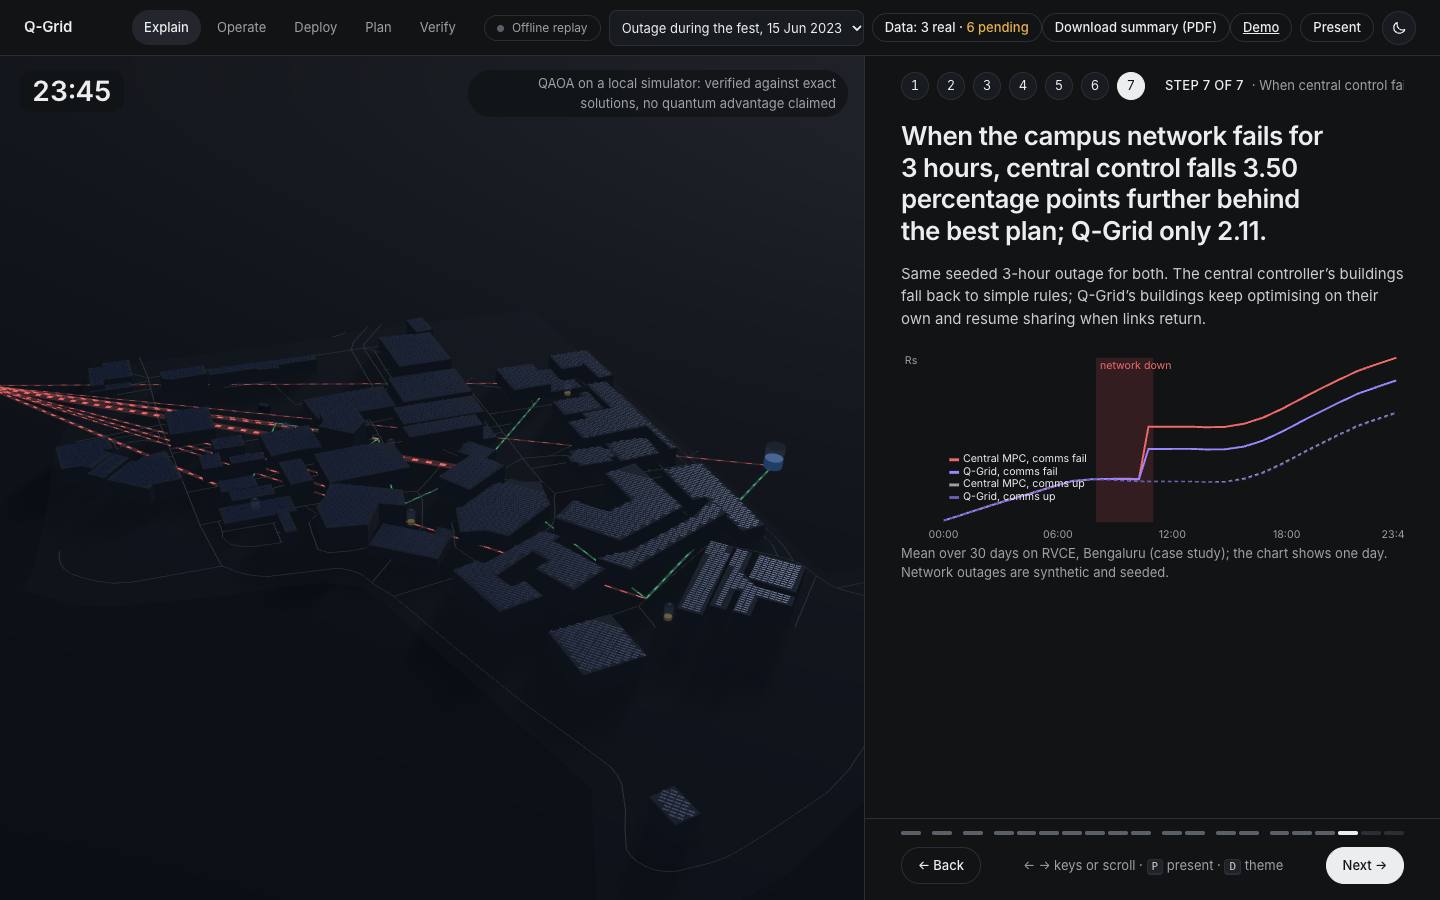 Q-Grid
Explain
Operate
Deploy
Plan
Verify
Offline replay
Outage during the fest, 15 Jun 2023
Data: 3 real · 6 pending
Download summary (PDF)
Demo
Present
23:45
QAOA on a local simulator: verified against exact
solutions, no quantum advantage claimed
1 2 3 4 5 6 7 STEP 7 OF 7 · When central control fai
When the campus network fails for
3 hours, central control falls 3.50
percentage points further behind
the best plan; Q-Grid only 2.11.
Same seeded 3-hour outage for both. The central controller’s buildings
fall back to simple rules; Q-Grid’s buildings keep optimising on their
own and resume sharing when links return.
Rs
network down
Central MPC, comms fail
Q-Grid, comms fail
Central MPC, comms up
Q-Grid, comms up
00:00 06:00 12:00 18:00 23:4
Mean over 30 days on RVCE, Bengaluru (case study); the chart shows one day.
Network outages are synthetic and seeded.
← Back
← → keys or scroll · P present · D theme
Next →